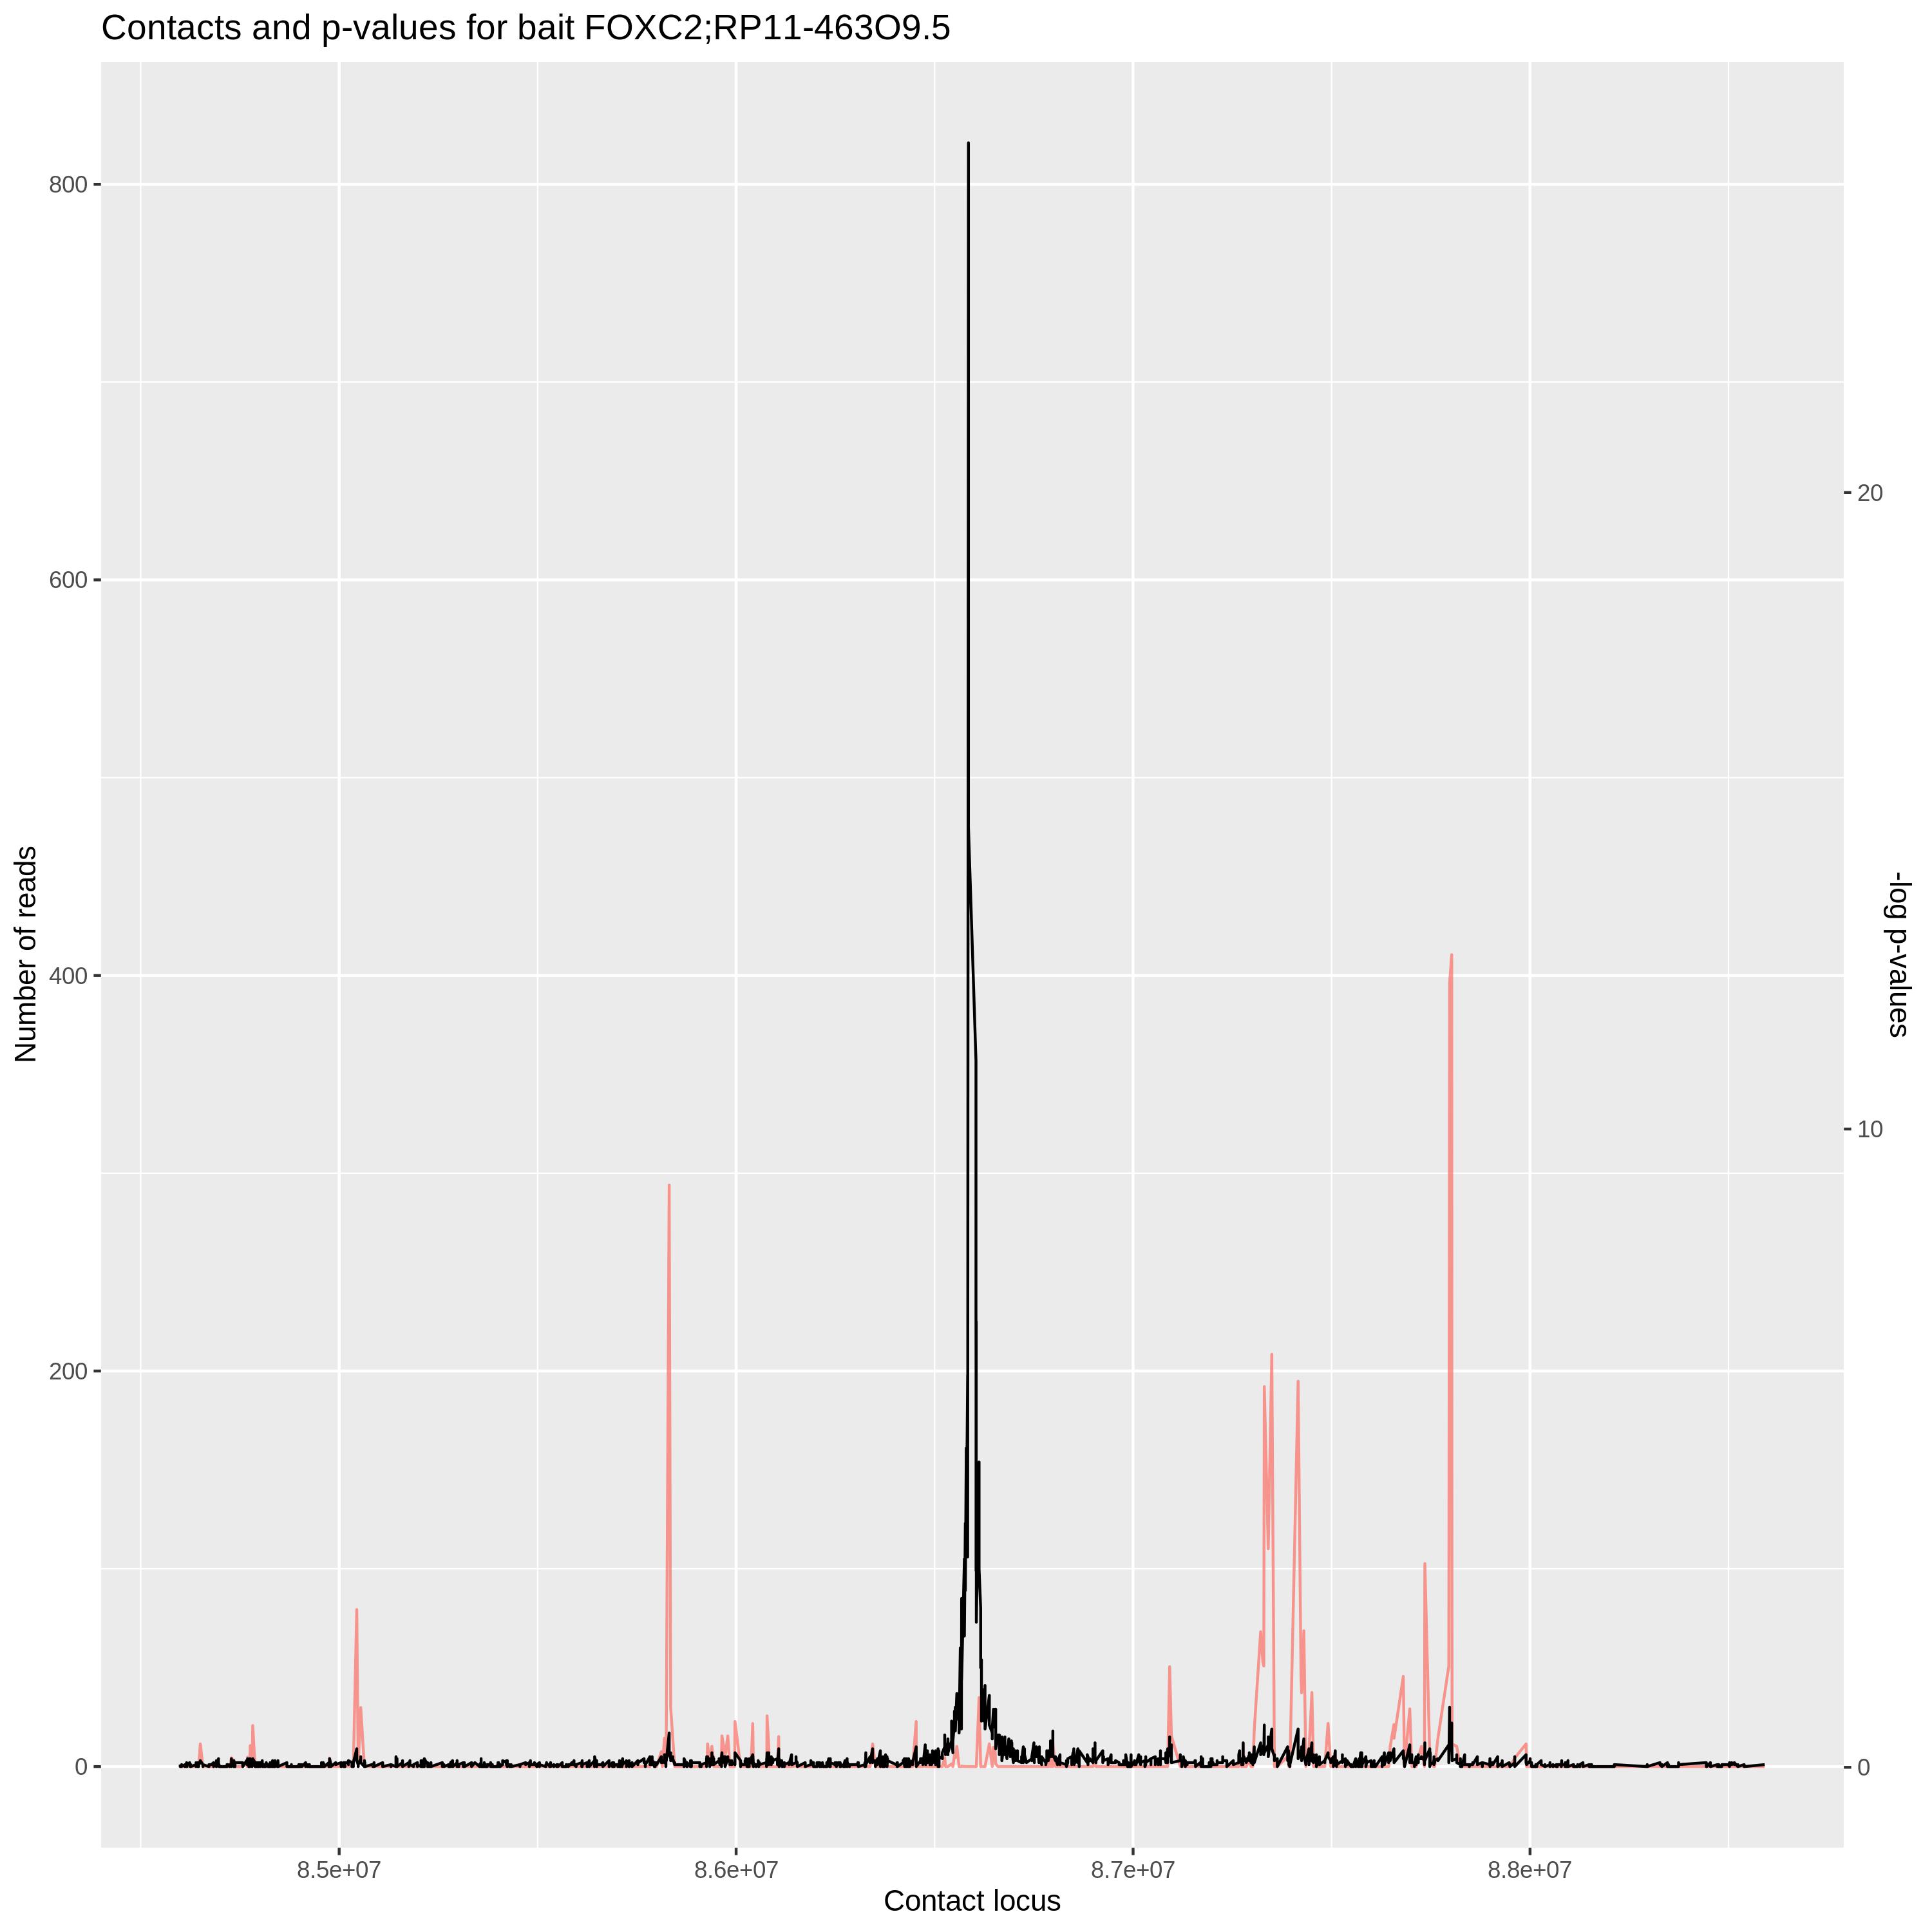 Contacts and p-values for bait FOXC2;RP11-463O9.5
800
600
400
200
0
Number of reads
20
10
0
-log p-values
8.5e+07
8.6e+07
8.7e+07
8.8e+07
Contact locus